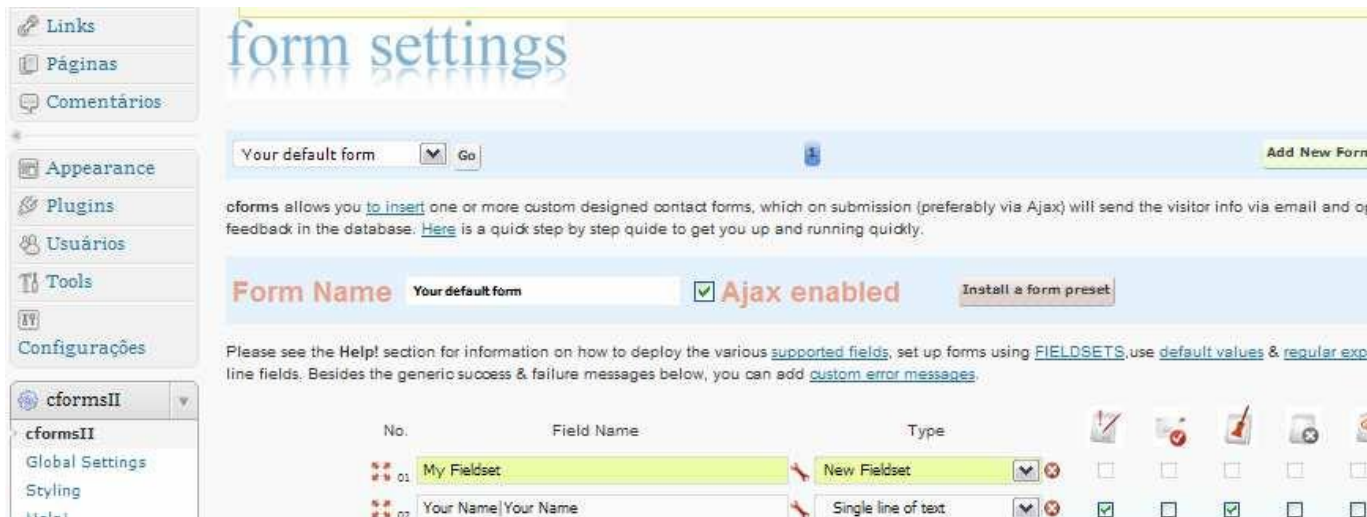 Links
Páginas
Comentários
Appearance
Plugins
Usuários
Tools
Configurações
cformsII
cformsII
Global Settings
Styling
Help!
form settings
Your default form Go 1 Add New Form
cforms allows you to insert one or more custom designed contact forms, which on submission (preferably via Ajax) will send the visitor info via email and op
feedback in the database. Here is a quick step by step quide to get you up and running quickly.
Form Name Your default form Ajax enabled Install a form preset
Please see the Help! section for information on how to deploy the various supported fields, set up forms using FIELDSETS,use default values & regular exp
line fields. Besides the generic success & failure messages below, you can add custom error messages.
No. Field Name Type
01 My Fieldset New Fieldset
02 Your Name|Your Name Single line of text